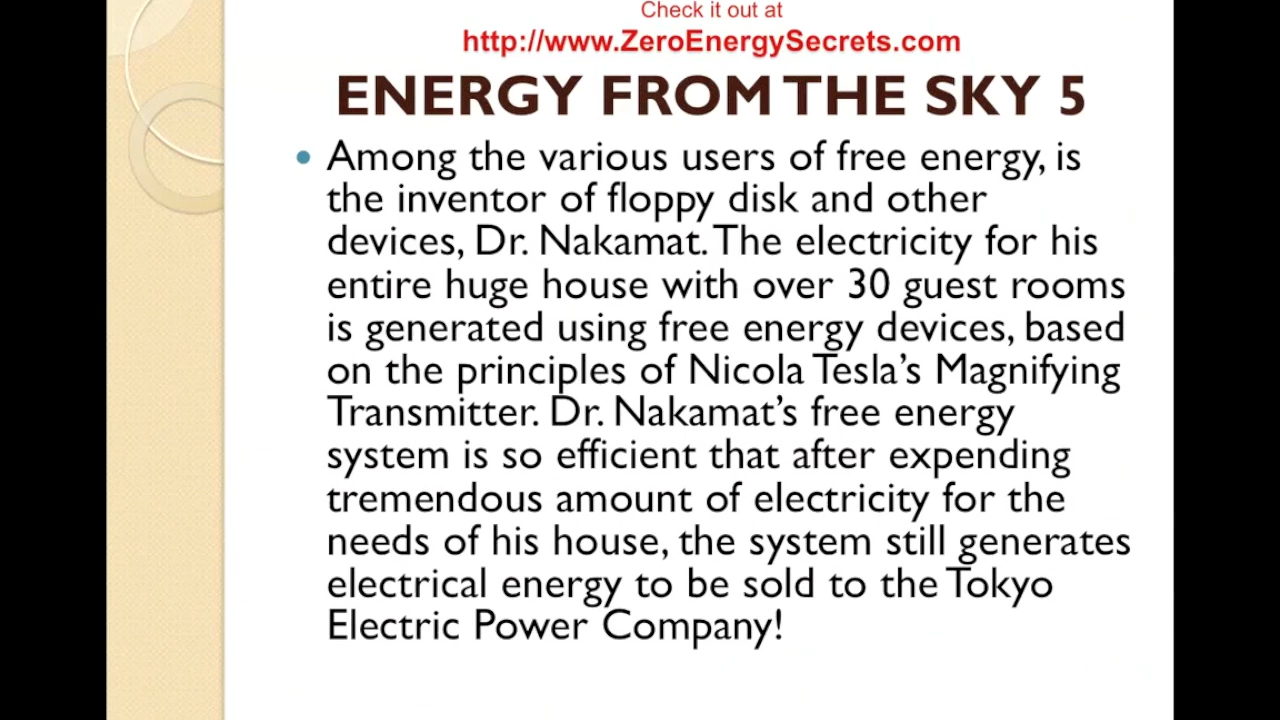 Check it out at
http://www.ZeroEnergySecrets.com
ENERGY FROM THE SKY 5
• Among the various users of free energy, is
the inventor of floppy disk and other
devices, Dr. Nakamat. The electricity for his
entire huge house with over 30 guest rooms
is generated using free energy devices, based
on the principles of Nicola Tesla's Magnifying
Transmitter. Dr. Nakamat's free energy
system is so efficient that after expending
tremendous amount of electricity for the
needs of his house, the system still generates
electrical energy to be sold to the Tokyo
Electric Power Company!